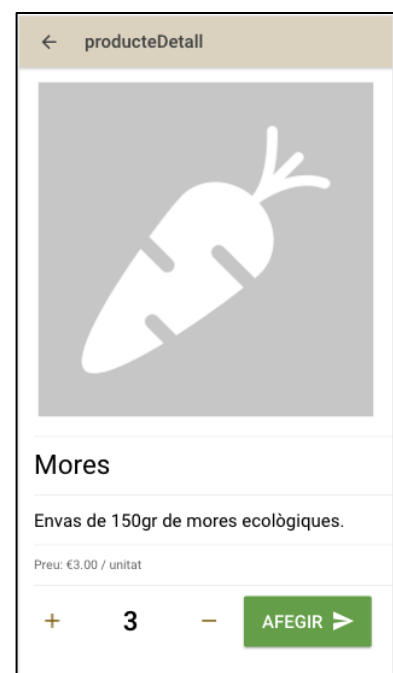 producteDetall
Mores
Envas de 150gr de mores ecològiques.
Preu: €3.00 / unitat
+ 3 − AFEGIR